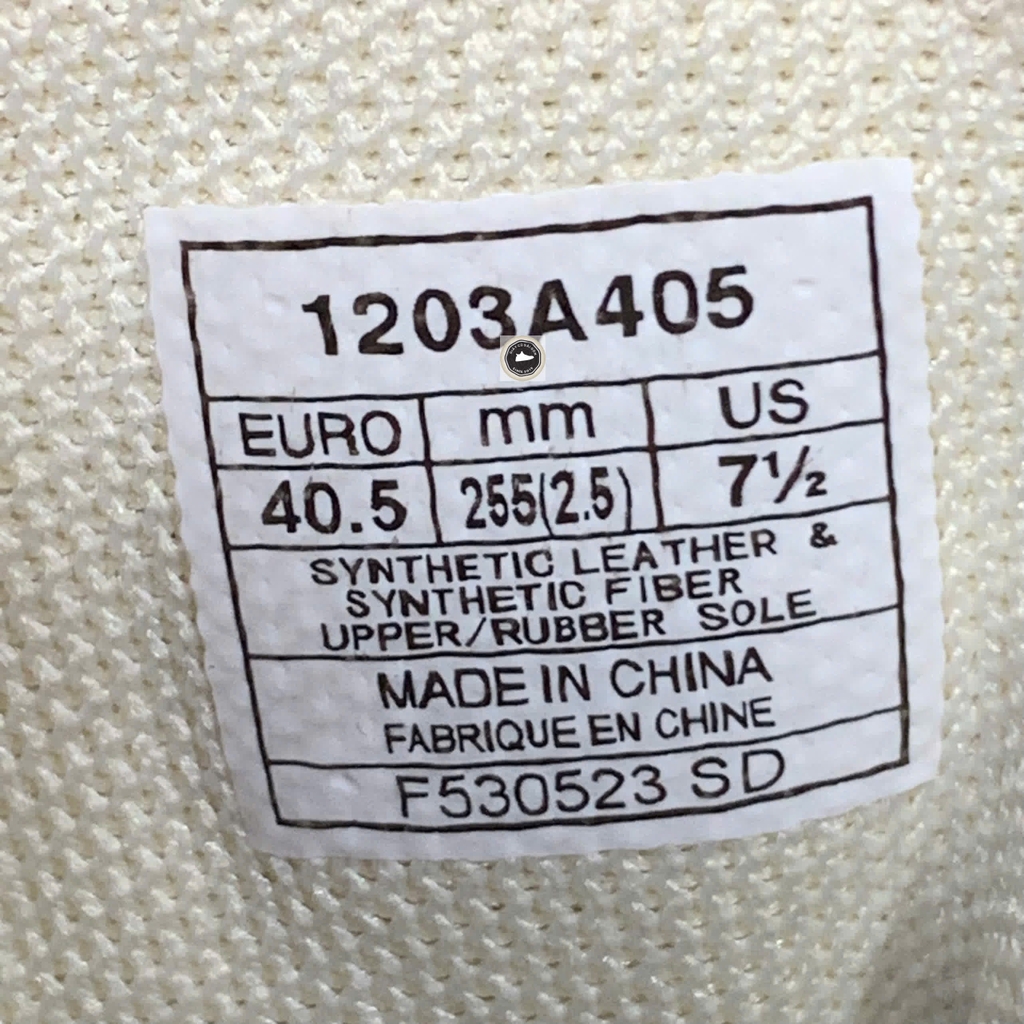 1203A405
EURO mm US
40.5 255(2.5) 7½
SYNTHETIC LEATHER &
SYNTHETIC FIBER
UPPER/RUBBER SOLE
MADE IN CHINA
FABRIQUE EN CHINE
F530523 SD